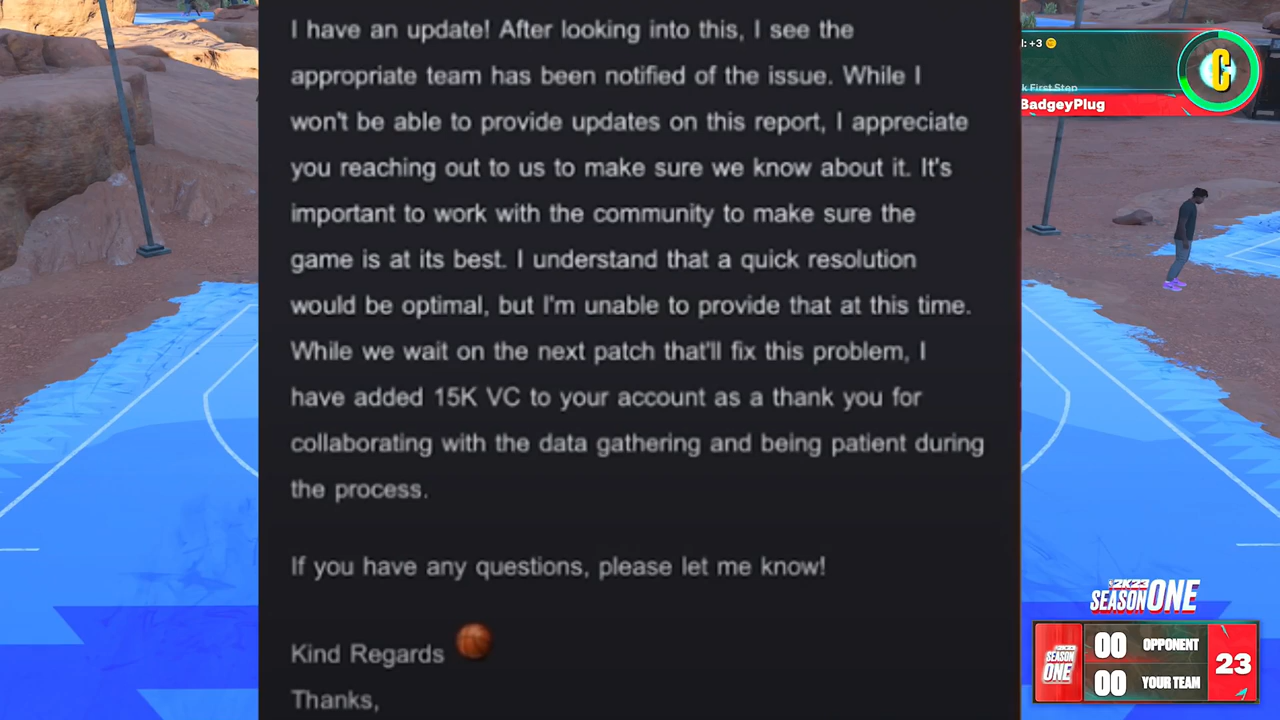 I have an update! After looking into this, I see the
appropriate team has been notified of the issue. While I
won't be able to provide updates on this report, I appreciate
you reaching out to us to make sure we know about it. It's
important to work with the community to make sure the
game is at its best. I understand that a quick resolution
would be optimal, but I'm unable to provide that at this time.
While we wait on the next patch that'll fix this problem, I
have added 15K VC to your account as a thank you for
collaborating with the data gathering and being patient during
the process.
If you have any questions, please let me know!
Kind Regards
Thanks,
l: +3
C
k First Step
BadgeyPlug
2K23
SEASON ONE
SEASON ONE
00 OPPONENT
00 YOUR TEAM
23